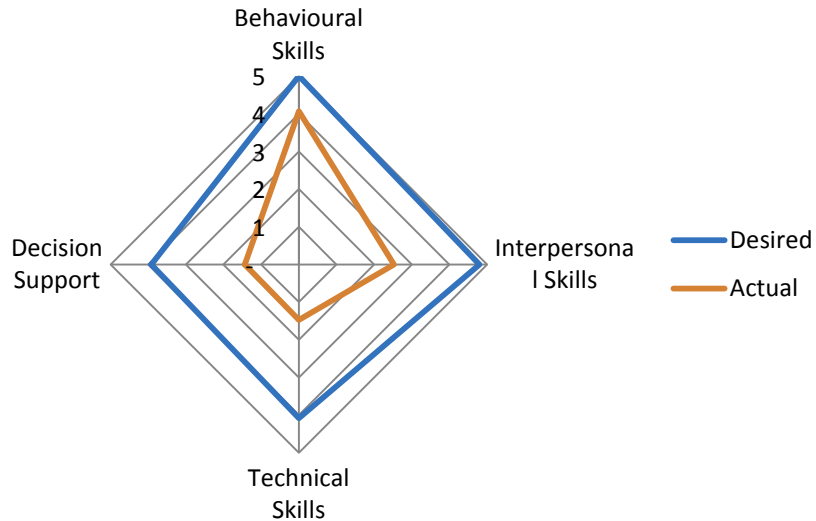 Behavioural
Skills
5
4
3
2
1
-
Decision
Support
Interpersona
l Skills
Desired
Actual
Technical
Skills